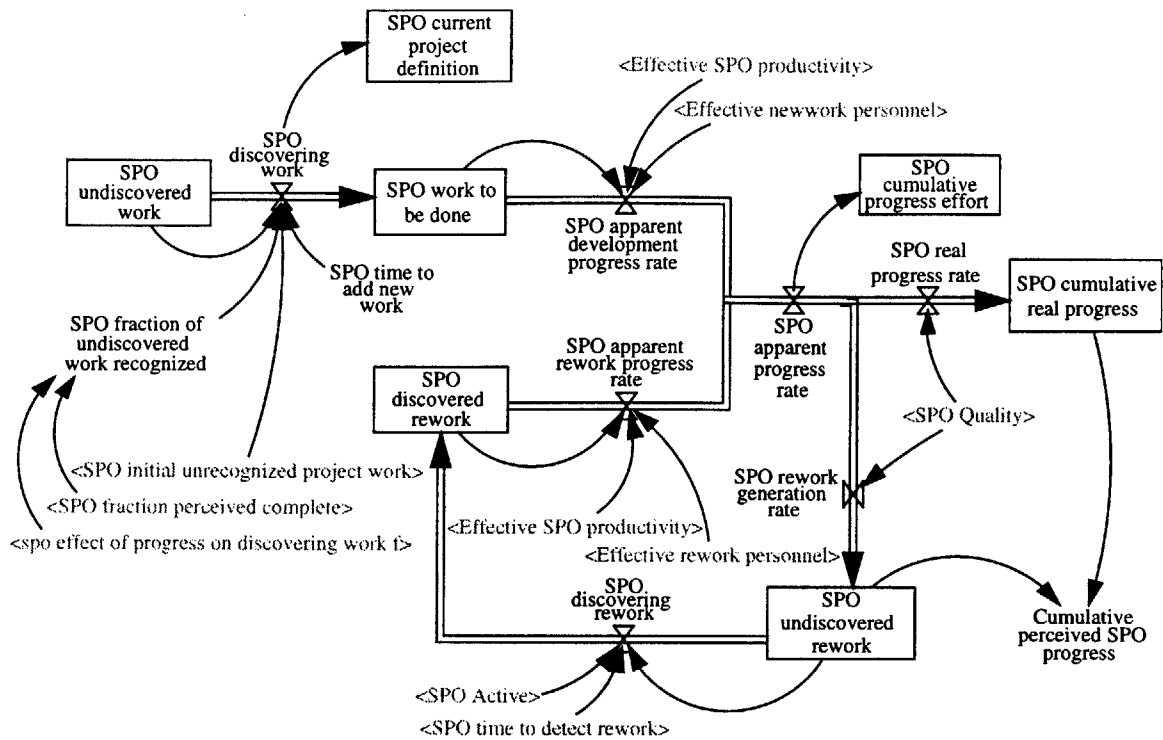 SPO current
project
definition
<Effective SPO productivity>
<Effective newwork personnel>
SPO
discovering
work
SPO
undiscovered
work
SPO work to
be done
SPO
cumulative
progress effort
SPO apparent
development
progress rate
SPO real
progress rate
SPO time to
add new
work
SPO cumulative
real progress
SPO fraction of
undiscovered
work recognized
SPO apparent
rework progress
rate
SPO
apparent
progress
rate
SPO
discovered
rework
<SPO Quality>
<SPO initial unrecognized project work>
<SPO fraction perceived complete>
<spo effect of progress on discovering work f>
SPO rework
generation
rate
<Effective SPO productivity>
<Effective rework personnel>
SPO
discovering
rework
SPO
undiscovered
rework
Cumulative
perceived SPO
progress
<SPO Active>
<SPO time to detect rework>